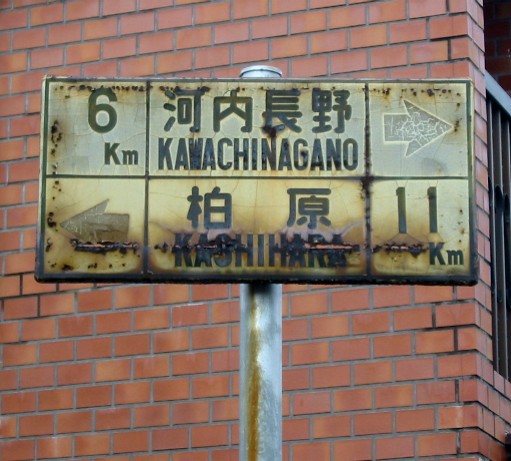 6 Km 河内長野
KAWACHINAGANO
柏原 11 Km
KASHIHARA